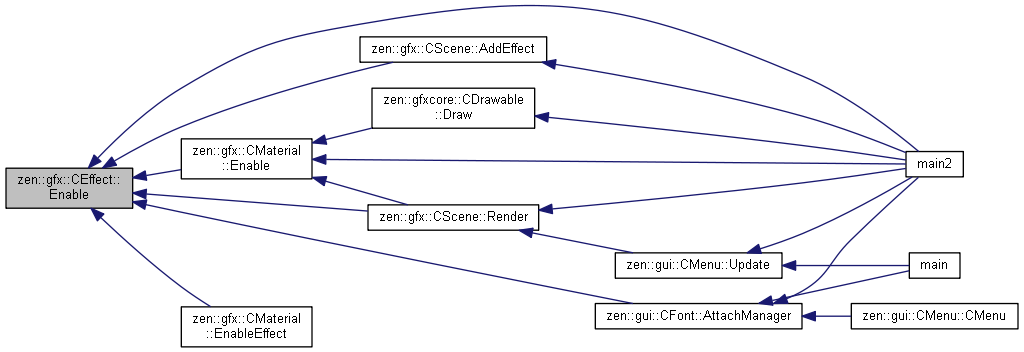 zen::gfx::CScene::AddEffect
zen::gfxcore::CDrawable
::Draw
zen::gfx::CMaterial
::Enable
main2
zen::gfx::CEffect::
Enable
zen::gfx::CScene::Render
zen::gui::CMenu::Update
main
zen::gui::CFont::AttachManager
zen::gui::CMenu::CMenu
zen::gfx::CMaterial
::EnableEffect